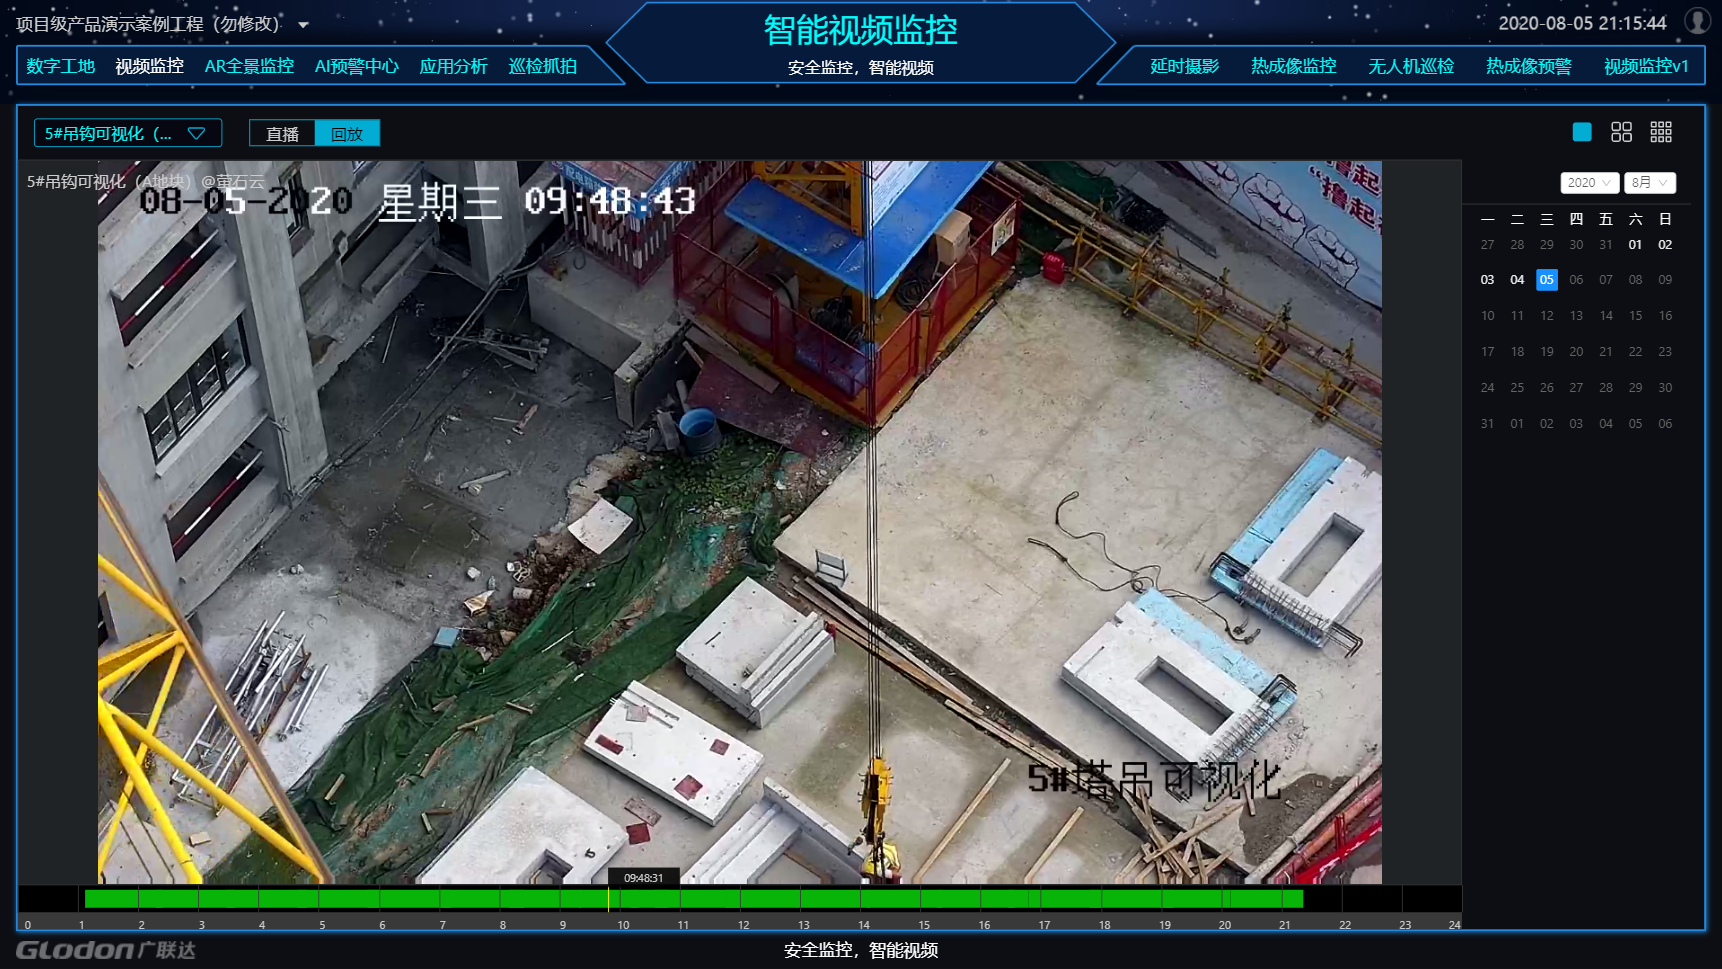 项目级产品演示案例工程（勿修改）
智能视频监控
安全监控，智能视频
2020-08-05 21:15:44
数字工地 视频监控 AR全景监控 AI预警中心 应用分析 巡检抓拍
延时摄影 热成像监控 无人机巡检 热成像预警 视频监控v1
5#吊钩可视化（...
直播 回放
5#吊钩可视化（A地块）@萤石云
08-05-2020 星期三 09:48:43
5#塔吊可视化
2020 8月
一 二 三 四 五 六 日
27 28 29 30 31 01 02
03 04 05 06 07 08 09
10 11 12 13 14 15 16
17 18 19 20 21 22 23
24 25 26 27 28 29 30
31 01 02 03 04 05 06
09:48:31
0 1 2 3 4 5 6 7 8 9 10 11 12 13 14 15 16 17 18 19 20 21 22 23 24
GLodon广联达
安全监控，智能视频